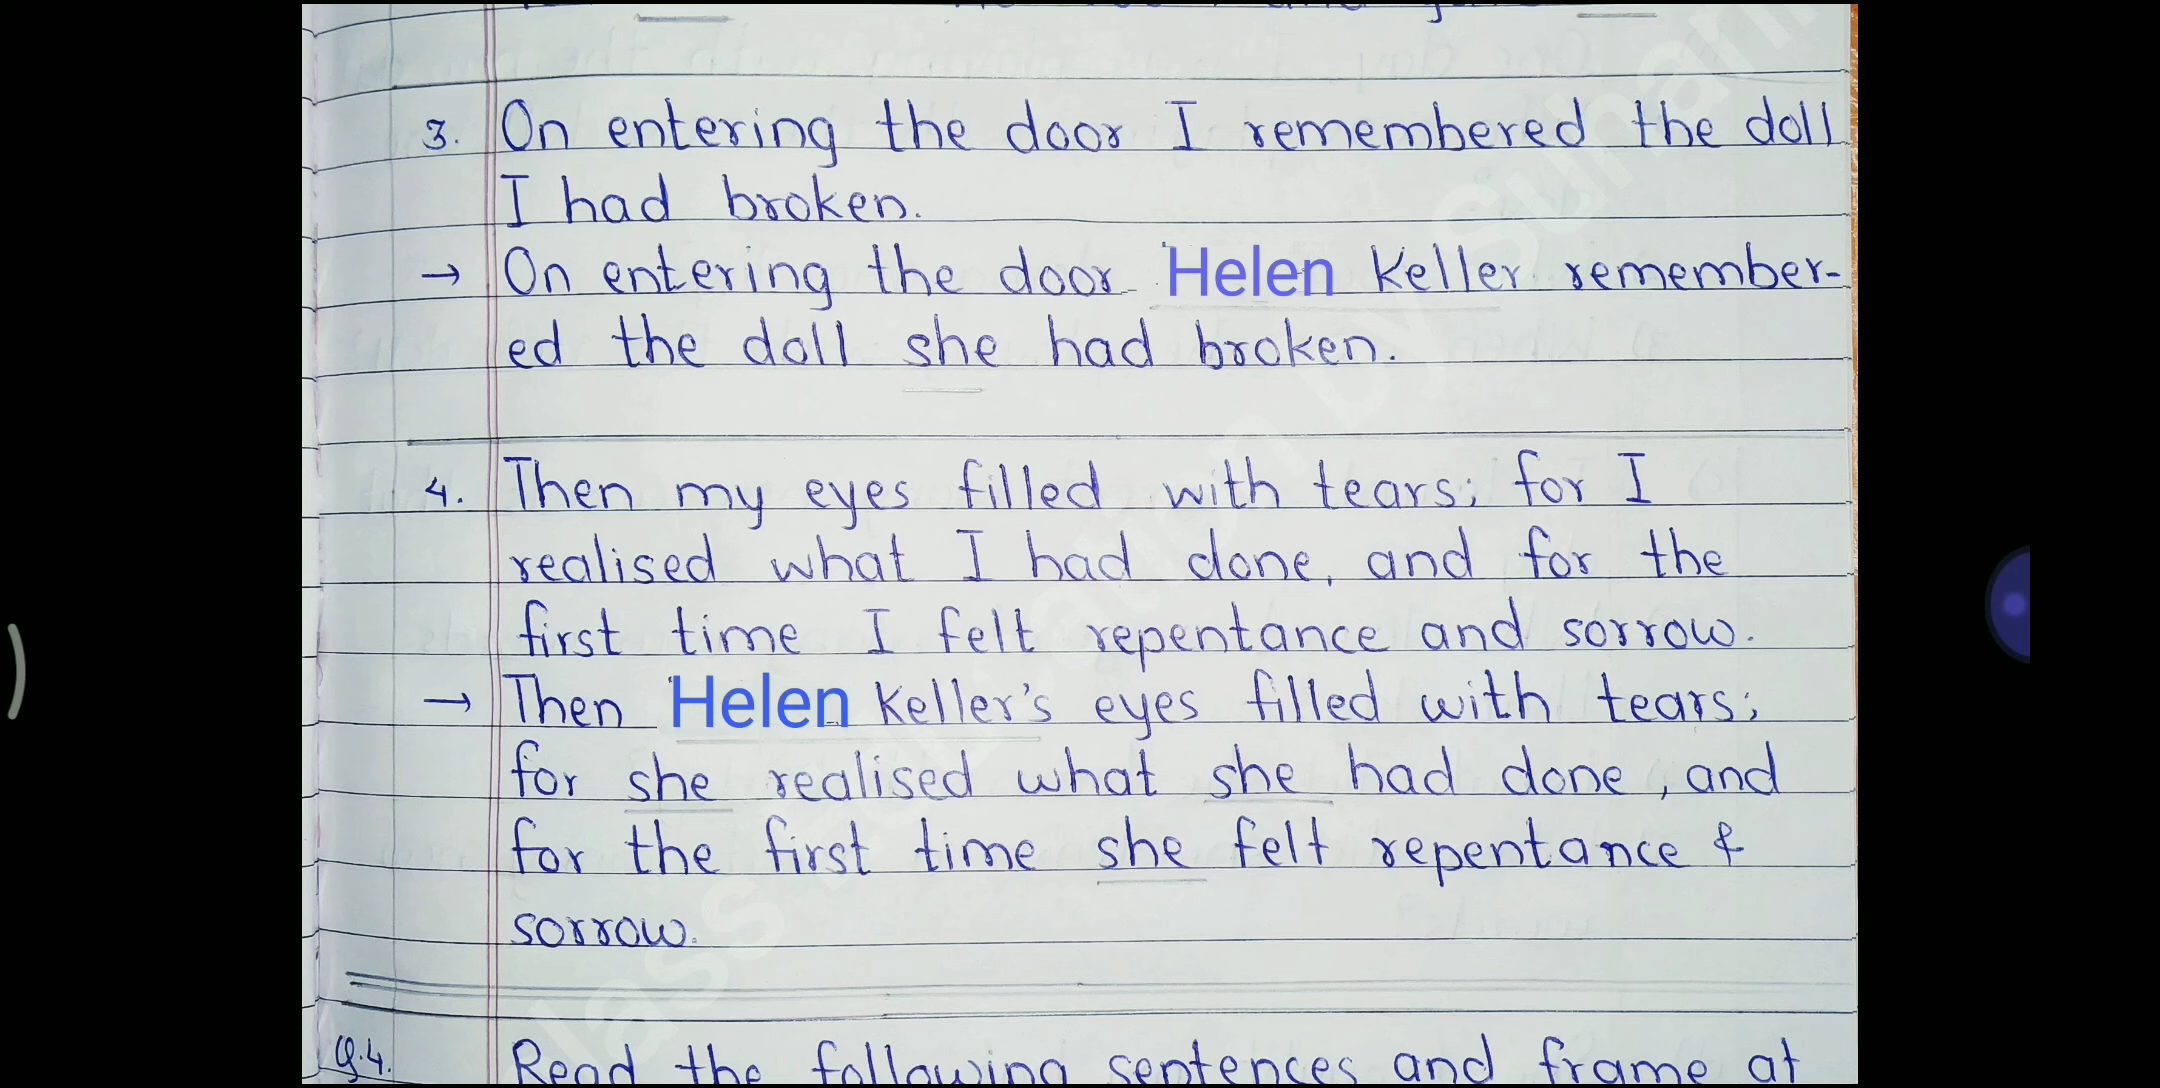 3. On entering the door I remembered the doll
I had broken.
→ On entering the door Helen Keller remember-
ed the doll she had broken.
4. Then my eyes filled with tears; for I
realised what I had done, and for the
first time I felt repentance and sorrow.
→ Then Helen Keller's eyes filled with tears;
for she realised what she had done, and
for the first time she felt repentance &
sorrow.
Q.4. Read the following sentences and frame at